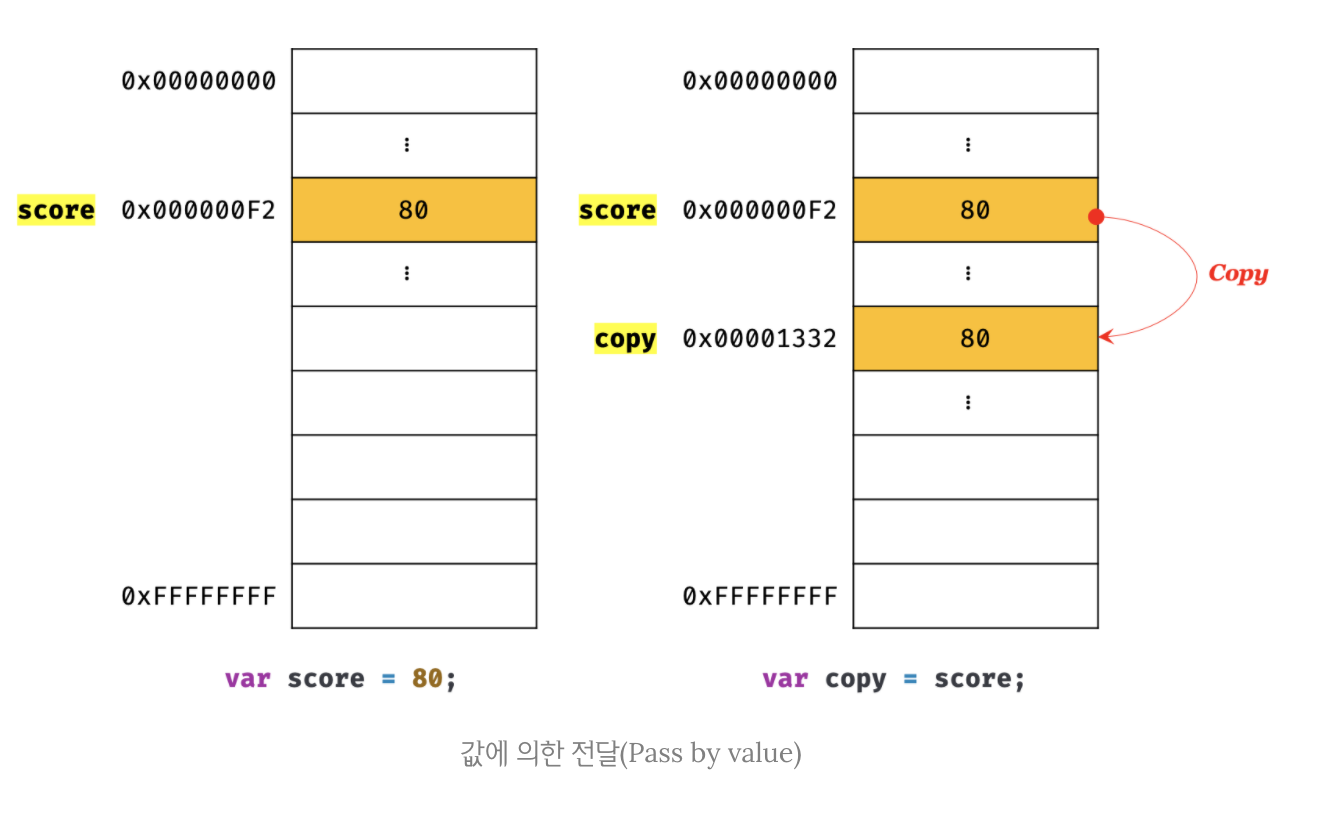 0x00000000
⋮
score 0x000000F2 80
⋮
0xFFFFFFFF
var score = 80;
0x00000000
⋮
score 0x000000F2 80
⋮
Copy
copy 0x00001332 80
⋮
0xFFFFFFFF
var copy = score;
값에 의한 전달(Pass by value)